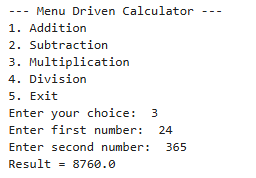 --- Menu Driven Calculator ---
1. Addition
2. Subtraction
3. Multiplication
4. Division
5. Exit
Enter your choice:  3
Enter first number:  24
Enter second number:  365
Result = 8760.0